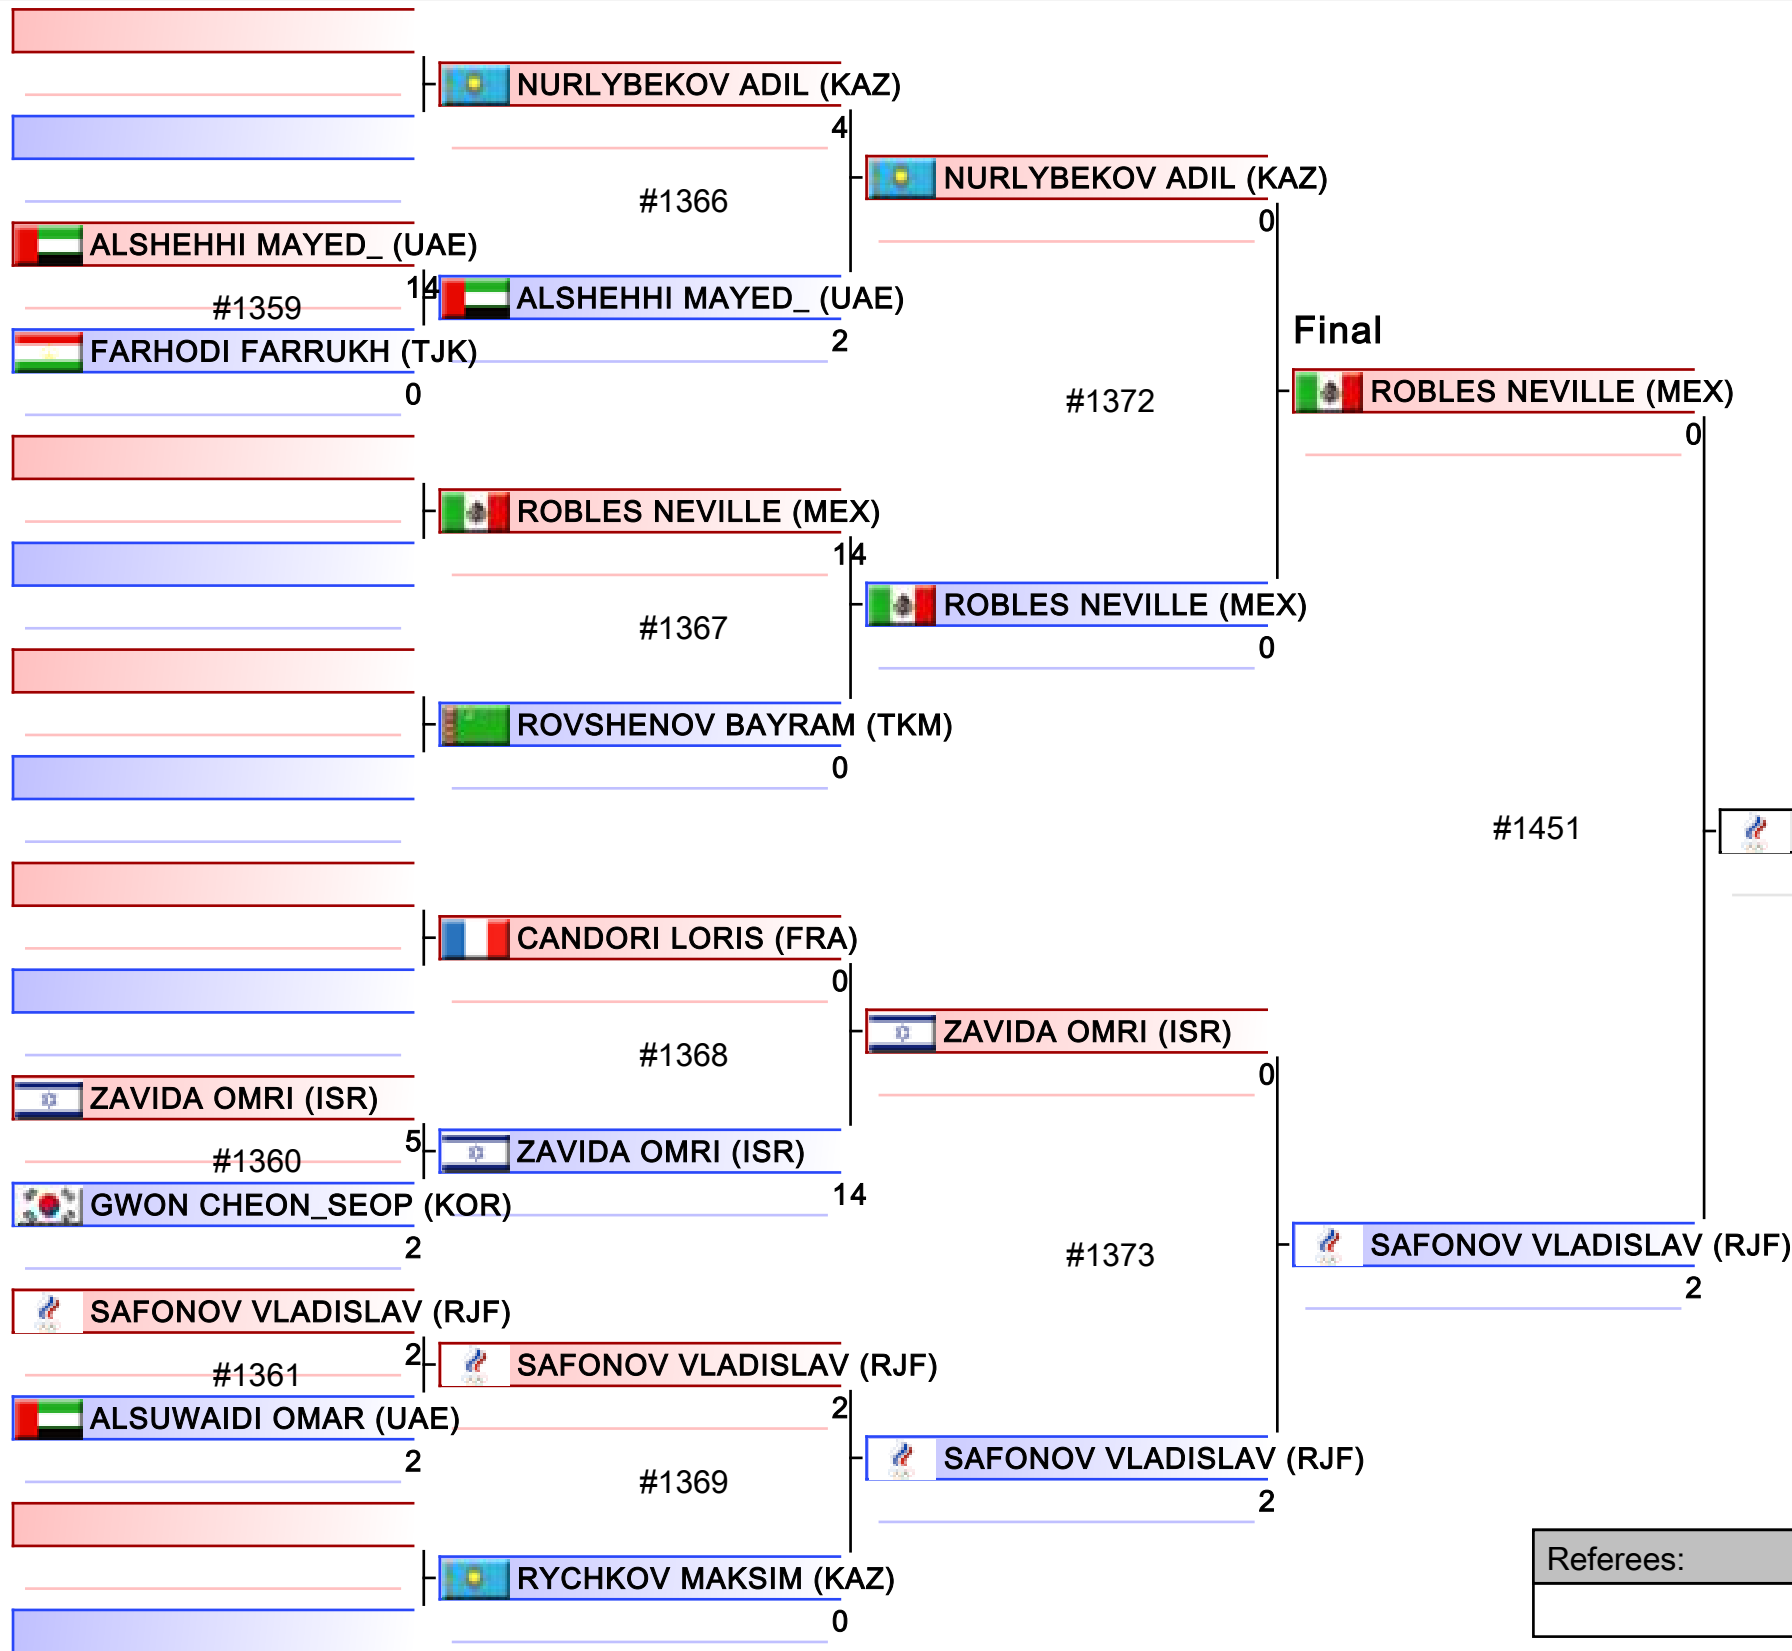 NURLYBEKOV ADIL (KAZ)
4
#1366
NURLYBEKOV ADIL (KAZ)
0
ALSHEHHI MAYED_ (UAE)
14
#1359
ALSHEHHI MAYED_ (UAE)
2
FARHODI FARRUKH (TJK)
0
#1372
Final
ROBLES NEVILLE (MEX)
0
ROBLES NEVILLE (MEX)
14
#1367
ROBLES NEVILLE (MEX)
0
ROVSHENOV BAYRAM (TKM)
0
#1451
CANDORI LORIS (FRA)
0
#1368
ZAVIDA OMRI (ISR)
0
ZAVIDA OMRI (ISR)
5
#1360
ZAVIDA OMRI (ISR)
14
GWON CHEON_SEOP (KOR)
2
#1373
SAFONOV VLADISLAV (RJF)
2
SAFONOV VLADISLAV (RJF)
2
#1361
SAFONOV VLADISLAV (RJF)
2
ALSUWAIDI OMAR (UAE)
2
#1369
SAFONOV VLADISLAV (RJF)
2
RYCHKOV MAKSIM (KAZ)
0
Referees: